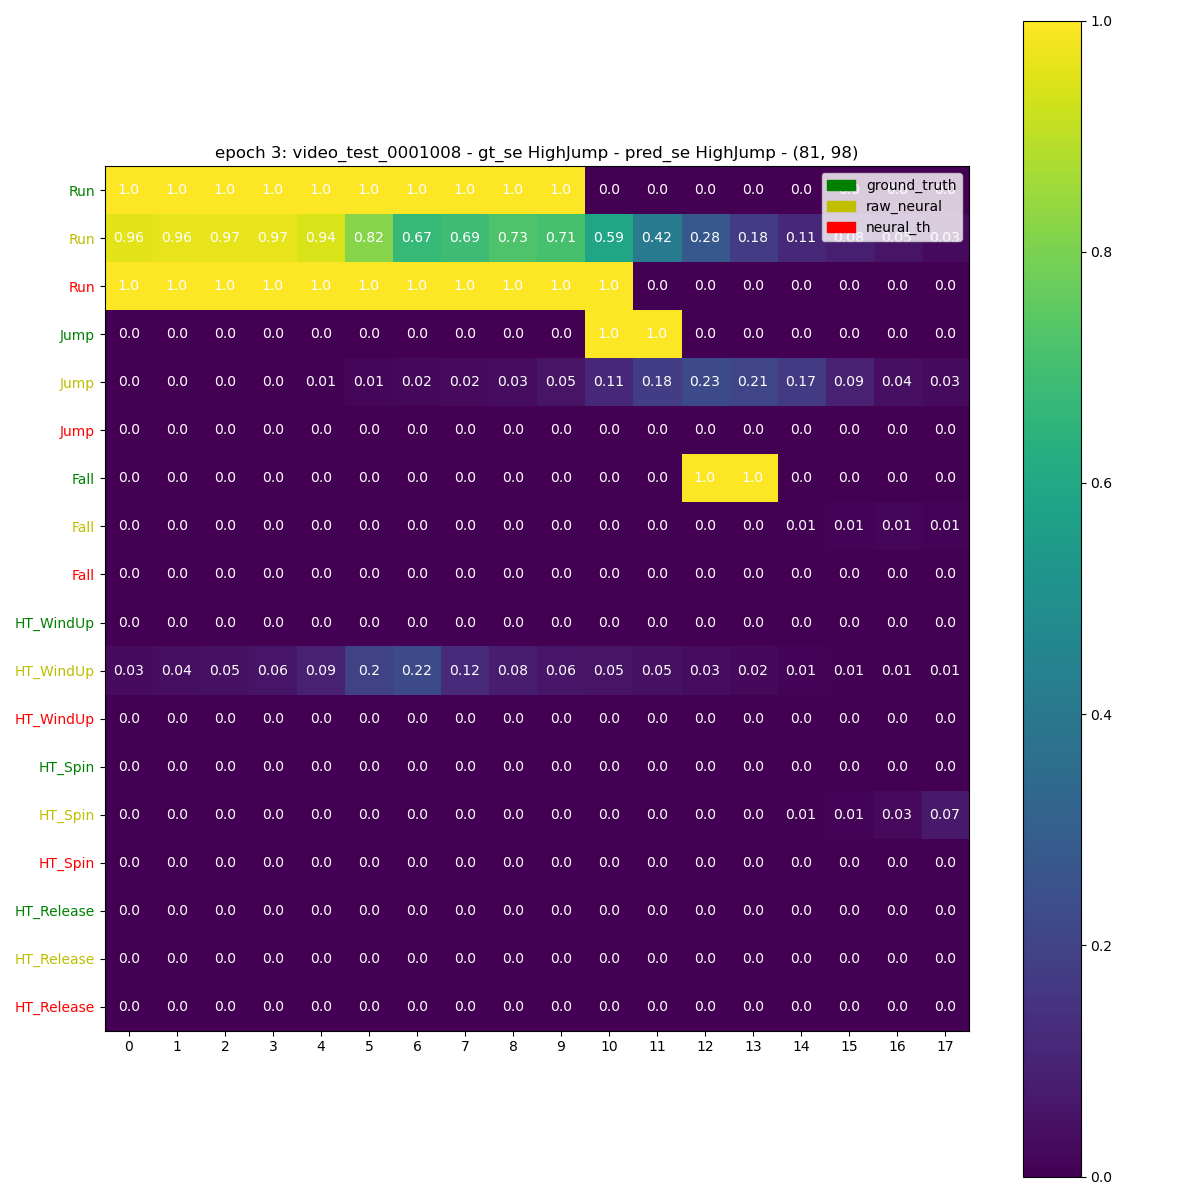 epoch 3: video_test_0001008 - gt_se HighJump - pred_se HighJump - (81, 98)
1.0
Run 1.0 1.0 1.0 1.0 1.0 1.0 1.0 1.0 1.0 1.0 0.0 0.0 0.0 0.0 0.0
ground_truth
raw_neural
neural_th
Run 0.96 0.96 0.97 0.97 0.94 0.82 0.67 0.69 0.73 0.71 0.59 0.42 0.28 0.18 0.11 0.08 0.05 0.03
0.8
Run 1.0 1.0 1.0 1.0 1.0 1.0 1.0 1.0 1.0 1.0 1.0 0.0 0.0 0.0 0.0 0.0 0.0 0.0
Jump 0.0 0.0 0.0 0.0 0.0 0.0 0.0 0.0 0.0 0.0 1.0 1.0 0.0 0.0 0.0 0.0 0.0 0.0
Jump 0.0 0.0 0.0 0.0 0.01 0.01 0.02 0.02 0.03 0.05 0.11 0.18 0.23 0.21 0.17 0.09 0.04 0.03
Jump 0.0 0.0 0.0 0.0 0.0 0.0 0.0 0.0 0.0 0.0 0.0 0.0 0.0 0.0 0.0 0.0 0.0 0.0
Fall 0.0 0.0 0.0 0.0 0.0 0.0 0.0 0.0 0.0 0.0 0.0 0.0 1.0 1.0 0.0 0.0 0.0 0.0
0.6
Fall 0.0 0.0 0.0 0.0 0.0 0.0 0.0 0.0 0.0 0.0 0.0 0.0 0.0 0.0 0.01 0.01 0.01 0.01
Fall 0.0 0.0 0.0 0.0 0.0 0.0 0.0 0.0 0.0 0.0 0.0 0.0 0.0 0.0 0.0 0.0 0.0 0.0
HT_WindUp 0.0 0.0 0.0 0.0 0.0 0.0 0.0 0.0 0.0 0.0 0.0 0.0 0.0 0.0 0.0 0.0 0.0 0.0
HT_WindUp 0.03 0.04 0.05 0.06 0.09 0.2 0.22 0.12 0.08 0.06 0.05 0.05 0.03 0.02 0.01 0.01 0.01 0.01
0.4
HT_WindUp 0.0 0.0 0.0 0.0 0.0 0.0 0.0 0.0 0.0 0.0 0.0 0.0 0.0 0.0 0.0 0.0 0.0 0.0
HT_Spin 0.0 0.0 0.0 0.0 0.0 0.0 0.0 0.0 0.0 0.0 0.0 0.0 0.0 0.0 0.0 0.0 0.0 0.0
HT_Spin 0.0 0.0 0.0 0.0 0.0 0.0 0.0 0.0 0.0 0.0 0.0 0.0 0.0 0.0 0.01 0.01 0.03 0.07
HT_Spin 0.0 0.0 0.0 0.0 0.0 0.0 0.0 0.0 0.0 0.0 0.0 0.0 0.0 0.0 0.0 0.0 0.0 0.0
HT_Release 0.0 0.0 0.0 0.0 0.0 0.0 0.0 0.0 0.0 0.0 0.0 0.0 0.0 0.0 0.0 0.0 0.0 0.0
0.2
HT_Release 0.0 0.0 0.0 0.0 0.0 0.0 0.0 0.0 0.0 0.0 0.0 0.0 0.0 0.0 0.0 0.0 0.0 0.0
HT_Release 0.0 0.0 0.0 0.0 0.0 0.0 0.0 0.0 0.0 0.0 0.0 0.0 0.0 0.0 0.0 0.0 0.0 0.0
0 1 2 3 4 5 6 7 8 9 10 11 12 13 14 15 16 17
0.0